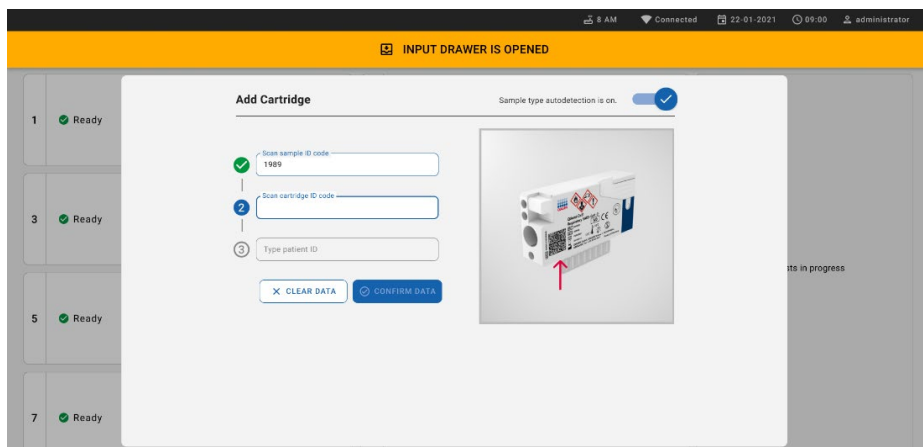 8 AM Connected 22-01-2021 09:00 administrator
INPUT DRAWER IS OPENED
Add Cartridge
Sample type autodetection is on.
1 Ready
Scan sample ID code
1989
Scan cartridge ID code
2
3 Ready
3 Type patient ID
sts in progress
CLEAR DATA CONFIRM DATA
5 Ready
7 Ready